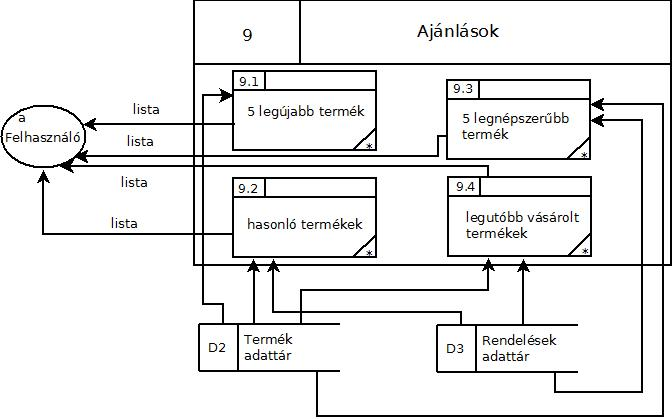 9
Ajánlások
9.1
5 legújabb termék
*
9.3
5 legnépszerűbb
termék
*
a
Felhasználó
lista
lista
lista
lista
9.2
hasonló termékek
*
9.4
legutóbb vásárolt
termékek
*
D2
Termék
adattár
D3
Rendelések
adattár